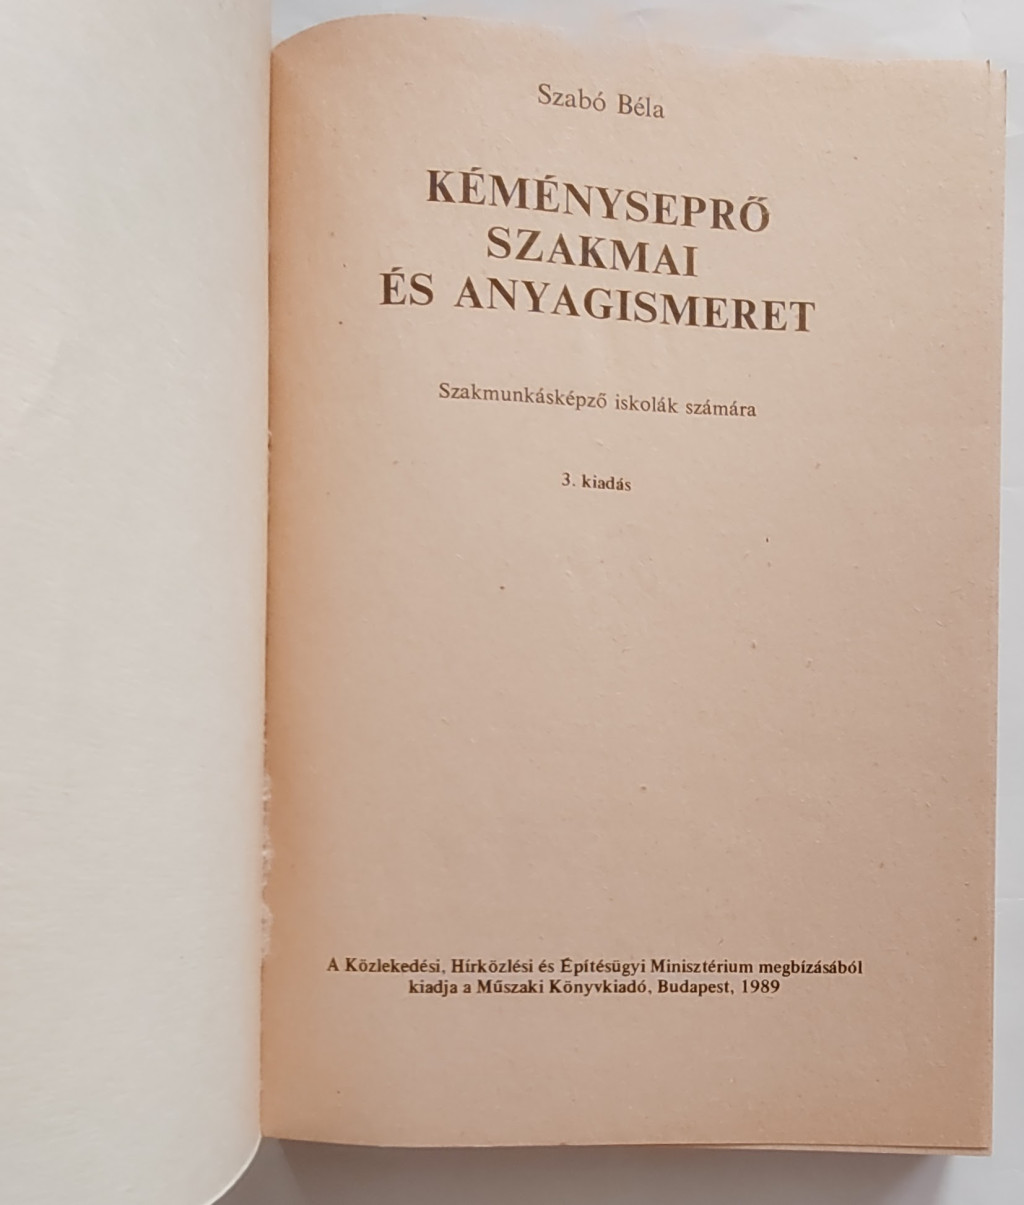 Szabó Béla
KÉMÉNYSEPRŐ
SZAKMAI
ÉS ANYAGISMERET
Szakmunkásképző iskolák számára
3. kiadás
A Közlekedési, Hírközlési és Építésügyi Minisztérium megbízásából
kiadja a Műszaki Könyvkiadó, Budapest, 1989